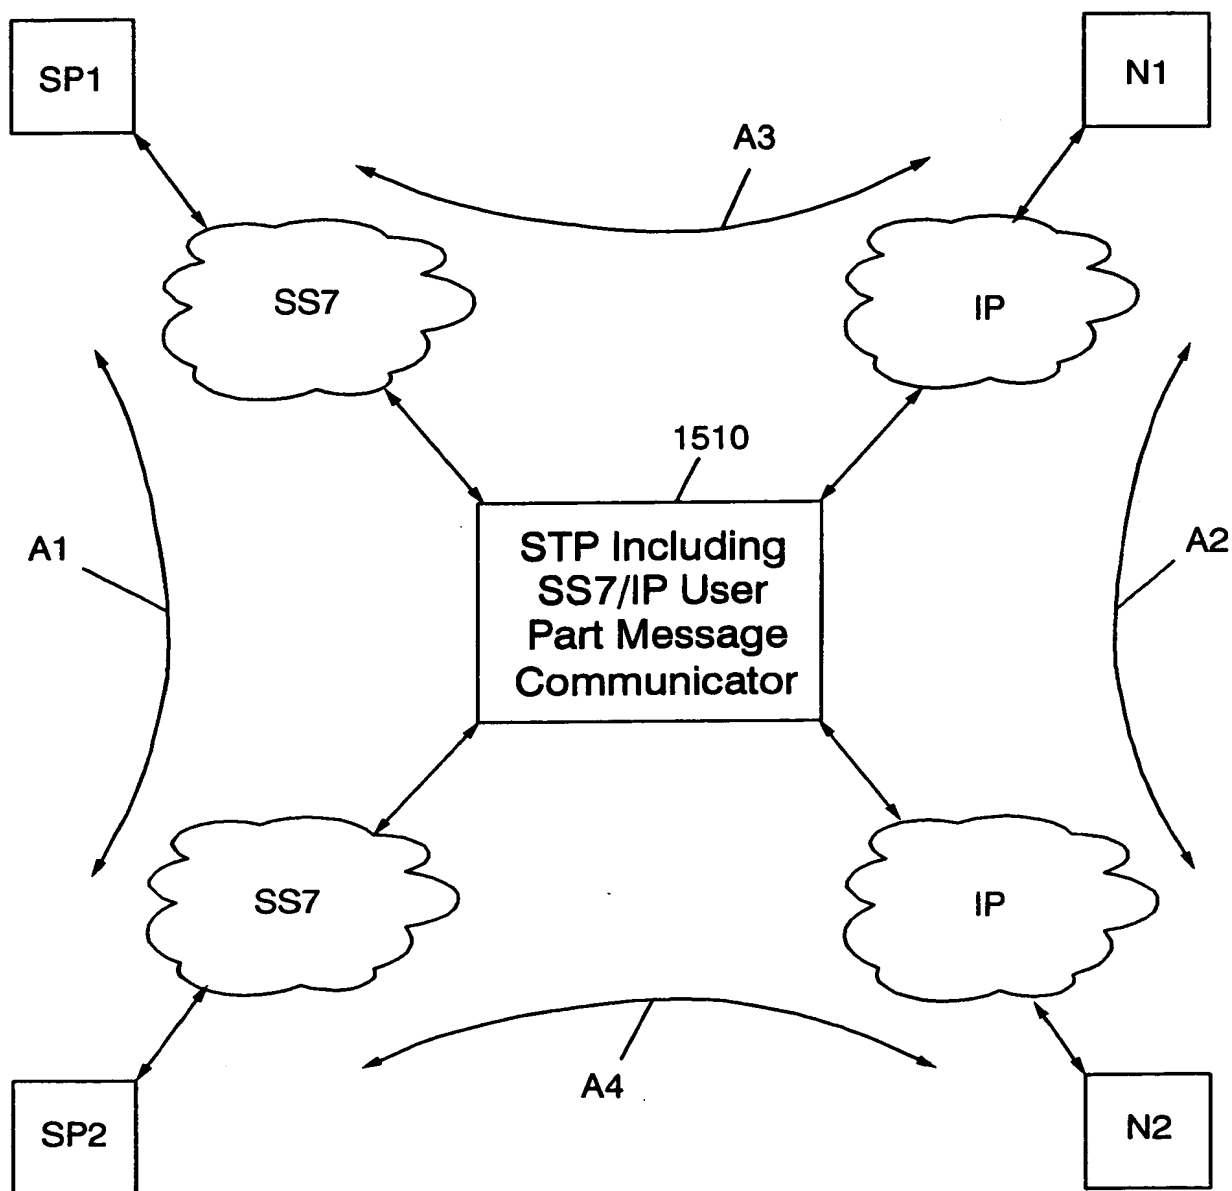 SP1
N1
A3
SS7
IP
1510
STP Including
SS7/IP User
Part Message
Communicator
A1
A2
SS7
IP
A4
SP2
N2